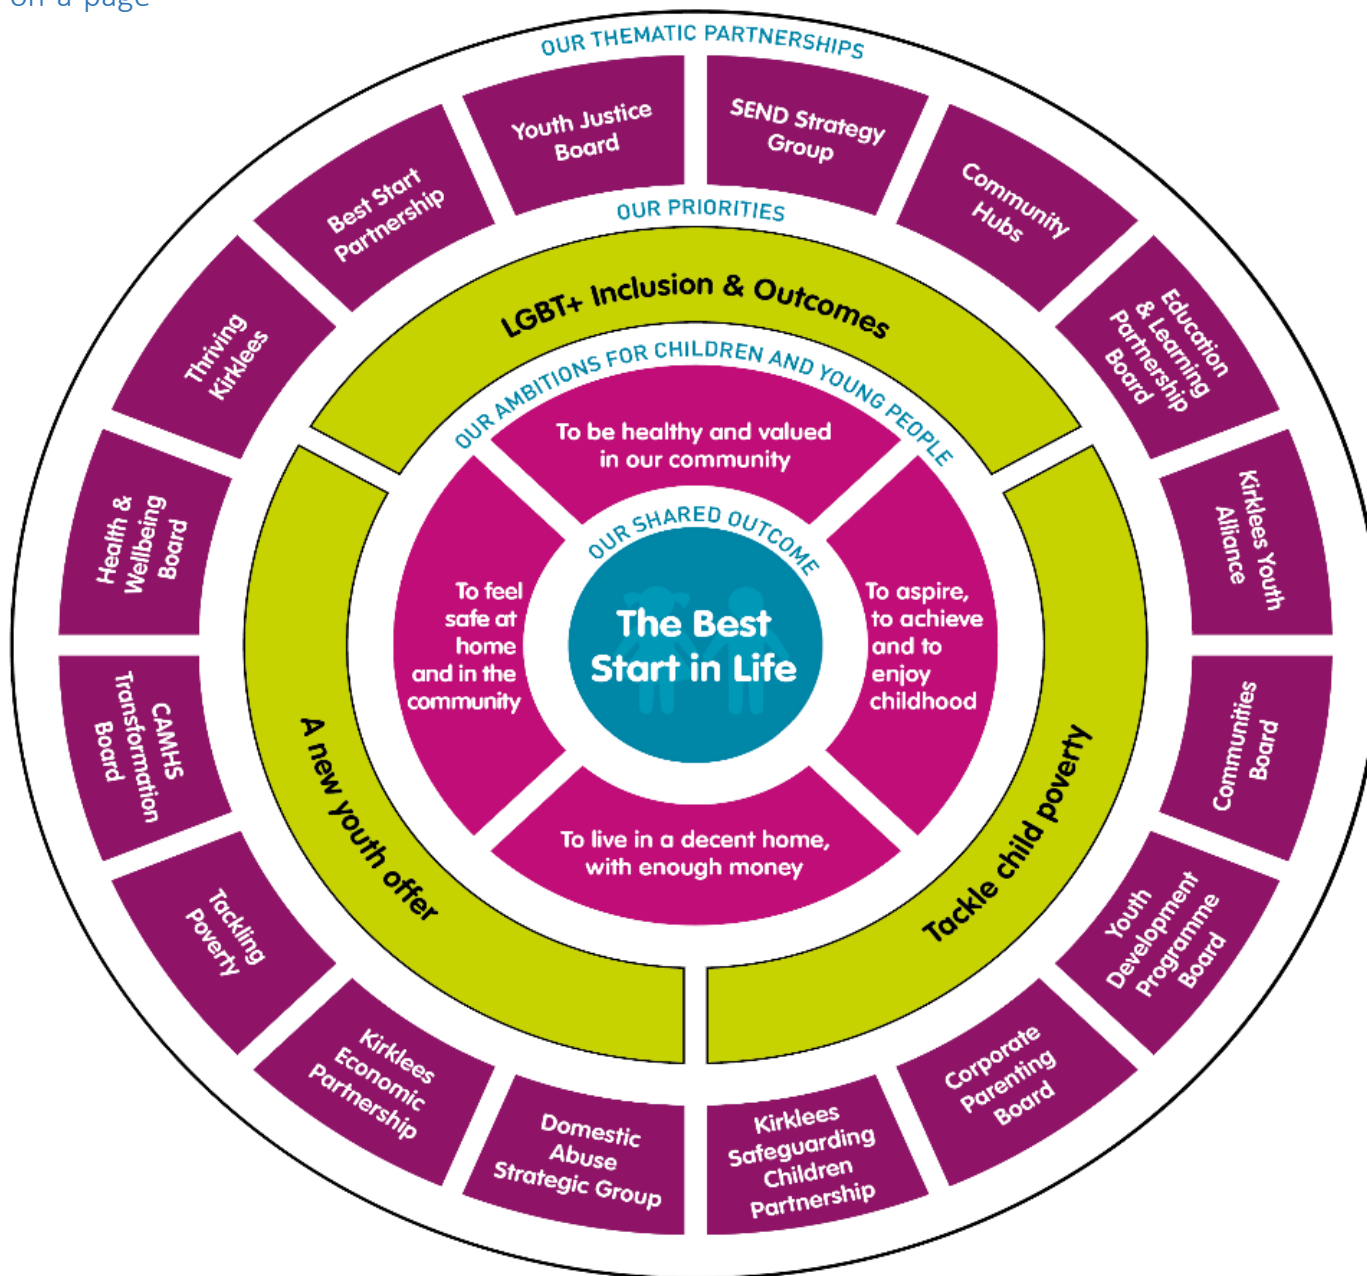 on a page
OUR THEMATIC PARTNERSHIPS
Youth Justice
Board
SEND Strategy
Group
Community
Hubs
Education
& Learning
Partnership
Board
Kirklees Youth
Alliance
Communities
Board
Youth
Development
Programme
Board
Corporate
Parenting
Board
Kirklees
Safeguarding
Children
Partnership
Domestic
Abuse
Strategic Group
Kirklees
Economic
Partnership
Tackling
Poverty
CAMHS
Transformation
Board
Health &
Wellbeing
Board
Thriving
Kirklees
Best Start
Partnership
OUR PRIORITIES
LGBT+ Inclusion & Outcomes
Tackle child poverty
A new youth offer
OUR AMBITIONS FOR CHILDREN AND YOUNG PEOPLE
To be healthy and valued
in our community
To aspire,
to achieve
and to
enjoy
childhood
To live in a decent home,
with enough money
To feel
safe at
home
and in the
community
OUR SHARED OUTCOME
The Best
Start in Life